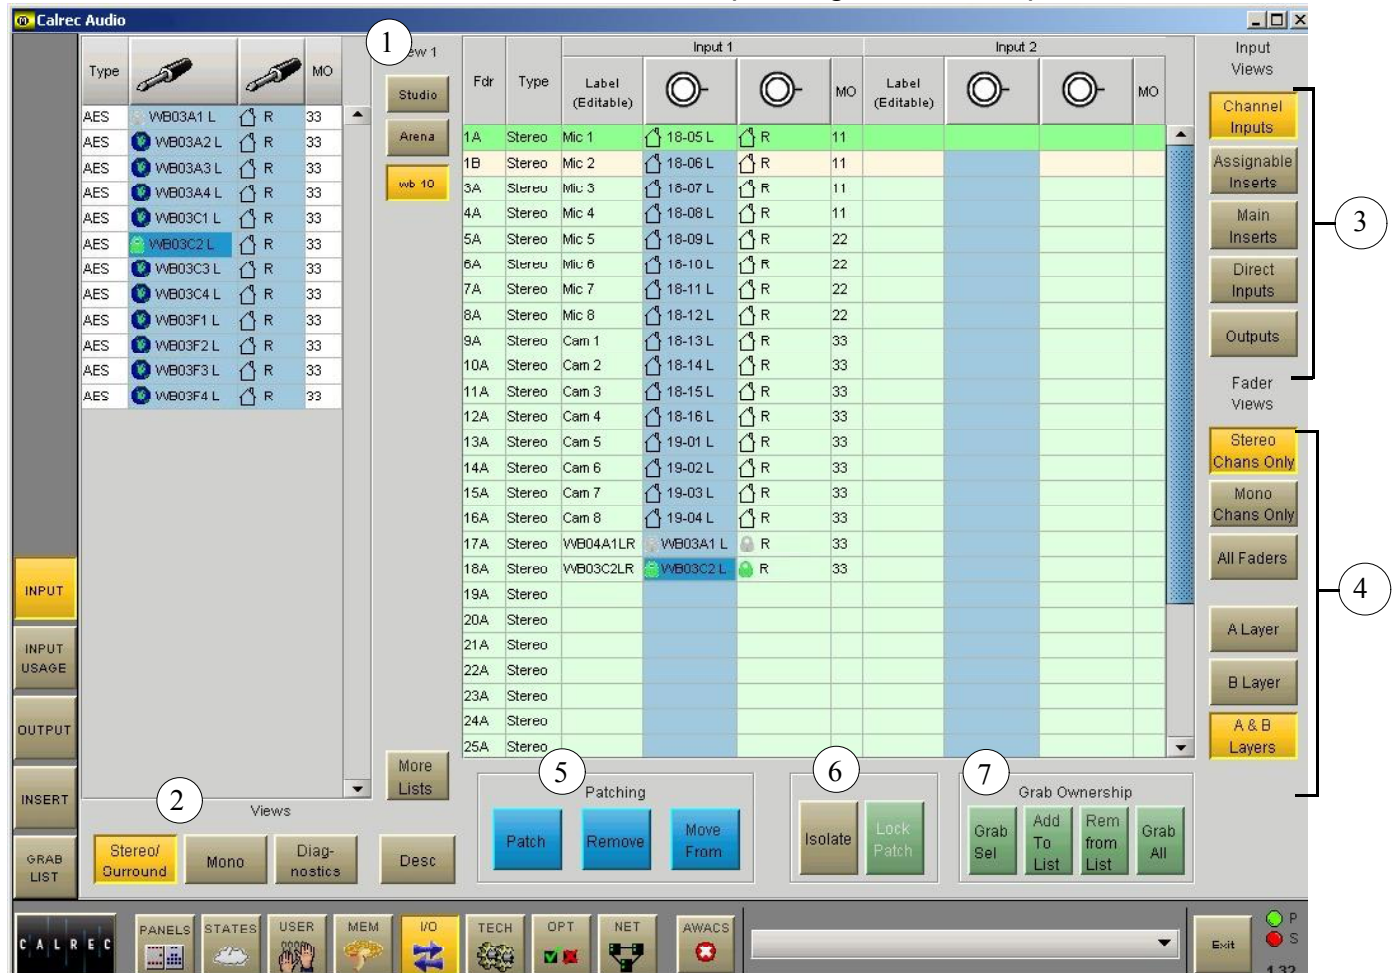 Calrec Audio
1
View 1
Type
MO
AES WB03A1 L R 33
AES WB03A2 L R 33
AES WB03A3 L R 33
AES WB03A4 L R 33
AES WB03C1 L R 33
AES WB03C2 L R 33
AES WB03C3 L R 33
AES WB03C4 L R 33
AES WB03F1 L R 33
AES WB03F2 L R 33
AES WB03F3 L R 33
AES WB03F4 L R 33
Studio
Arena
wb 10
More
Lists
Input 1
Input 2
Fdr
Type
Label
(Editable)
MO
Label
(Editable)
MO
1A Stereo Mic 1 18-05 L R 11
1B Stereo Mic 2 18-06 L R 11
3A Stereo Mic 3 18-07 L R 11
4A Stereo Mic 4 18-08 L R 11
5A Stereo Mic 5 18-09 L R 22
6A Stereo Mic 6 18-10 L R 22
7A Stereo Mic 7 18-11 L R 22
8A Stereo Mic 8 18-12 L R 22
9A Stereo Cam 1 18-13 L R 33
10A Stereo Cam 2 18-14 L R 33
11A Stereo Cam 3 18-15 L R 33
12A Stereo Cam 4 18-16 L R 33
13A Stereo Cam 5 19-01 L R 33
14A Stereo Cam 6 19-02 L R 33
15A Stereo Cam 7 19-03 L R 33
16A Stereo Cam 8 19-04 L R 33
17A Stereo WB04A1LR WB03A1 L R 33
18A Stereo WB03C2LR WB03C2 L R 33
19A Stereo
20A Stereo
21A Stereo
22A Stereo
23A Stereo
24A Stereo
25A Stereo
Input
Views
Channel
Inputs
Assignable
Inserts
Main
Inserts
Direct
Inputs
Outputs
3
Fader
Views
Stereo
Chans Only
Mono
Chans Only
All Faders
A Layer
B Layer
A & B
Layers
4
INPUT
INPUT
USAGE
OUTPUT
INSERT
GRAB
LIST
2
Views
Stereo/
Surround
Mono
Diag-
nostics
Desc
5
Patching
Patch
Remove
Move
From
6
Isolate
Lock
Patch
7
Grab Ownership
Grab
Sel
Add
To
List
Rem
from
List
Grab
All
CALREC
PANELS
STATES
USER
MEM
I/O
TECH
OPT
NET
AWACS
Exit
P
S
1.32